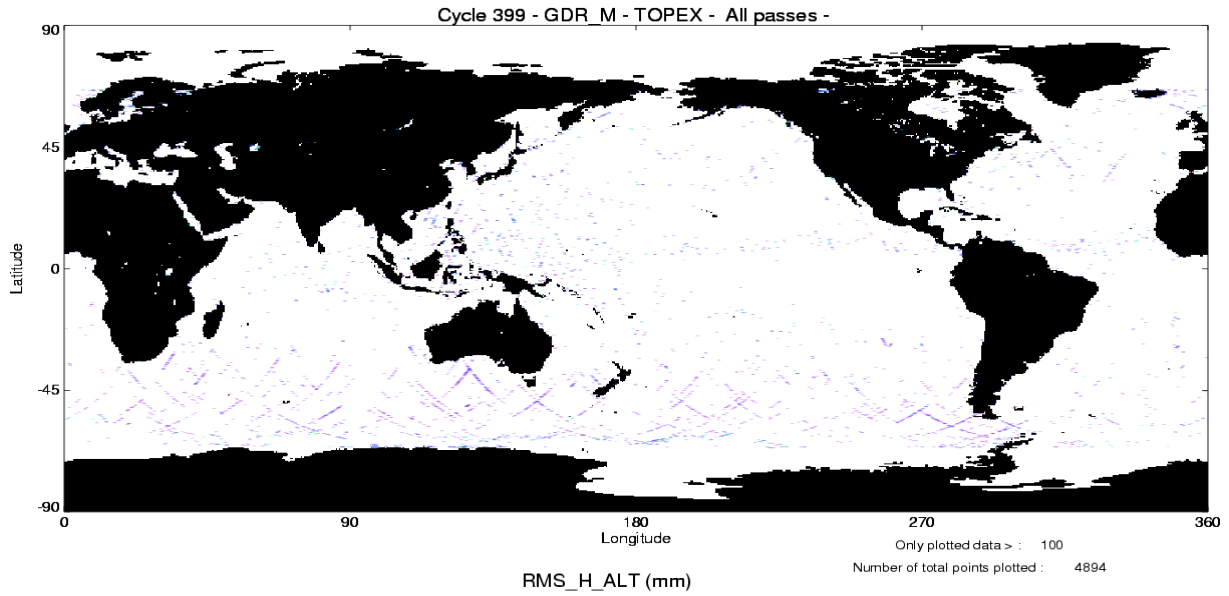 Cycle 399 - GDR_M - TOPEX - All passes -
90
45
0
-45
-90
Latitude
0 90 180 270 360
Longitude
Only plotted data > : 100
Number of total points plotted : 4894
RMS_H_ALT (mm)